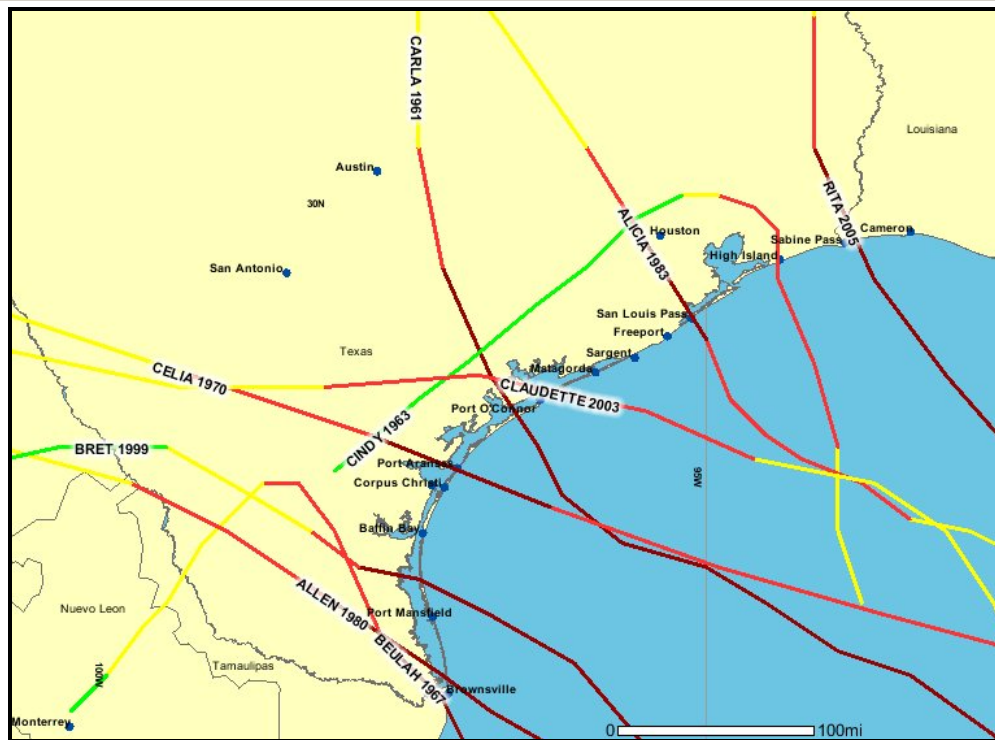 CARLA 1961
Louisiana
Austin
30N
RITA 2005
ALICIA 1983
Houston
Cameron
Sabine Pass
High Island
San Antonio
San Louis Pass
Freeport
Texas
Sargent
Matagorda
CELIA 1970
CLAUDETTE 2003
Port O'Connor
CINDY 1963
BRET 1999
Port Aransas
95W
Corpus Christi
Baffin Bay
Nuevo Leon
ALLEN 1980
Port Mansfield
BEULAH 1967
Tamaulipas
100W
Brownsville
Monterrey
0 100mi